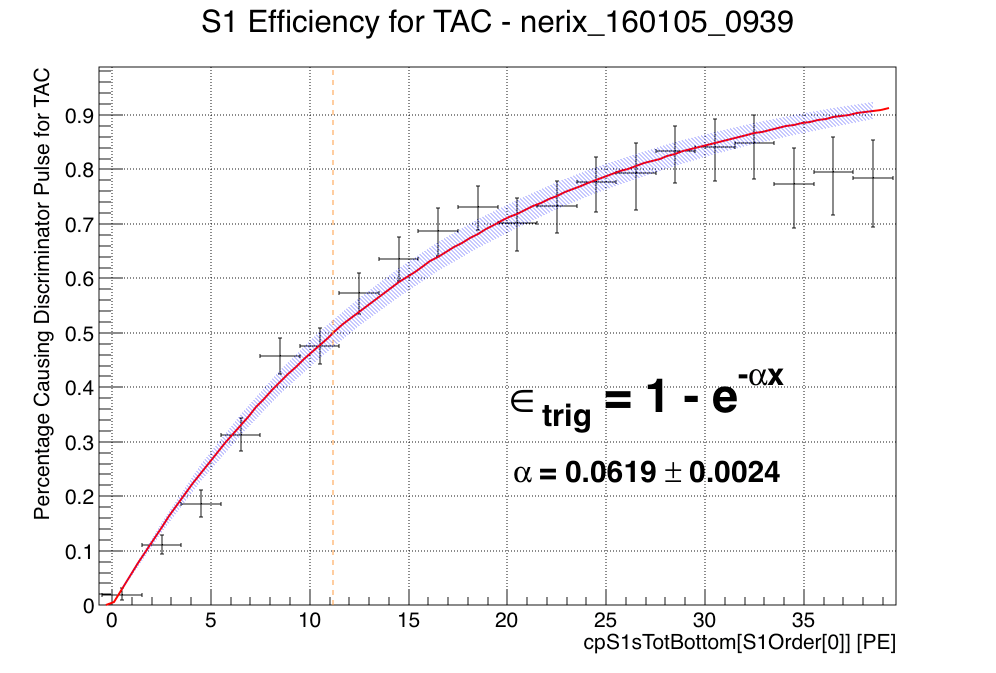 S1 Efficiency for TAC - nerix_160105_0939
Percentage Causing Discriminator Pulse for TAC
0.9
0.8
0.7
0.6
0.5
0.4
0.3
0.2
0.1
0
∈trig = 1 - e^-αx
α = 0.0619 ± 0.0024
0 5 10 15 20 25 30 35
cpS1sTotBottom[S1Order[0]] [PE]